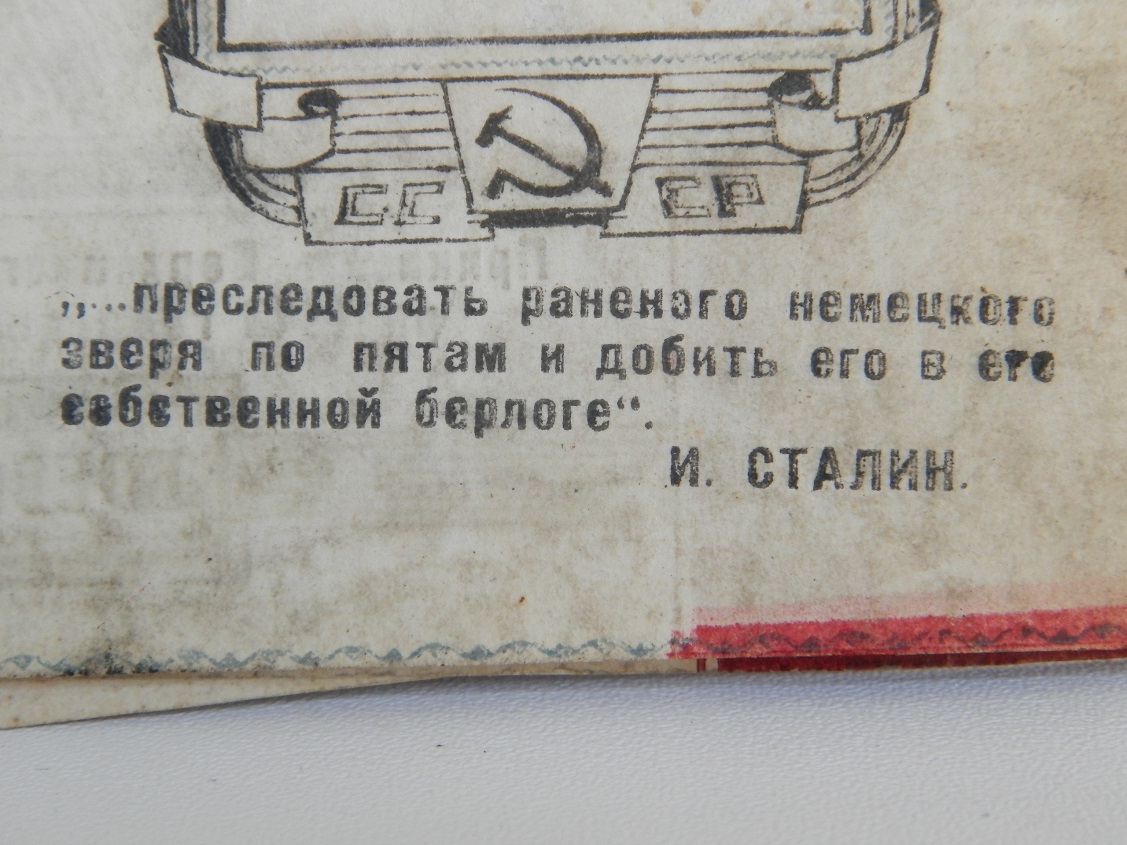 СС СР
„...преследовать раненого немецкого
зверя по пятам и добить его в его
собственной берлоге“.
И. СТАЛИН.